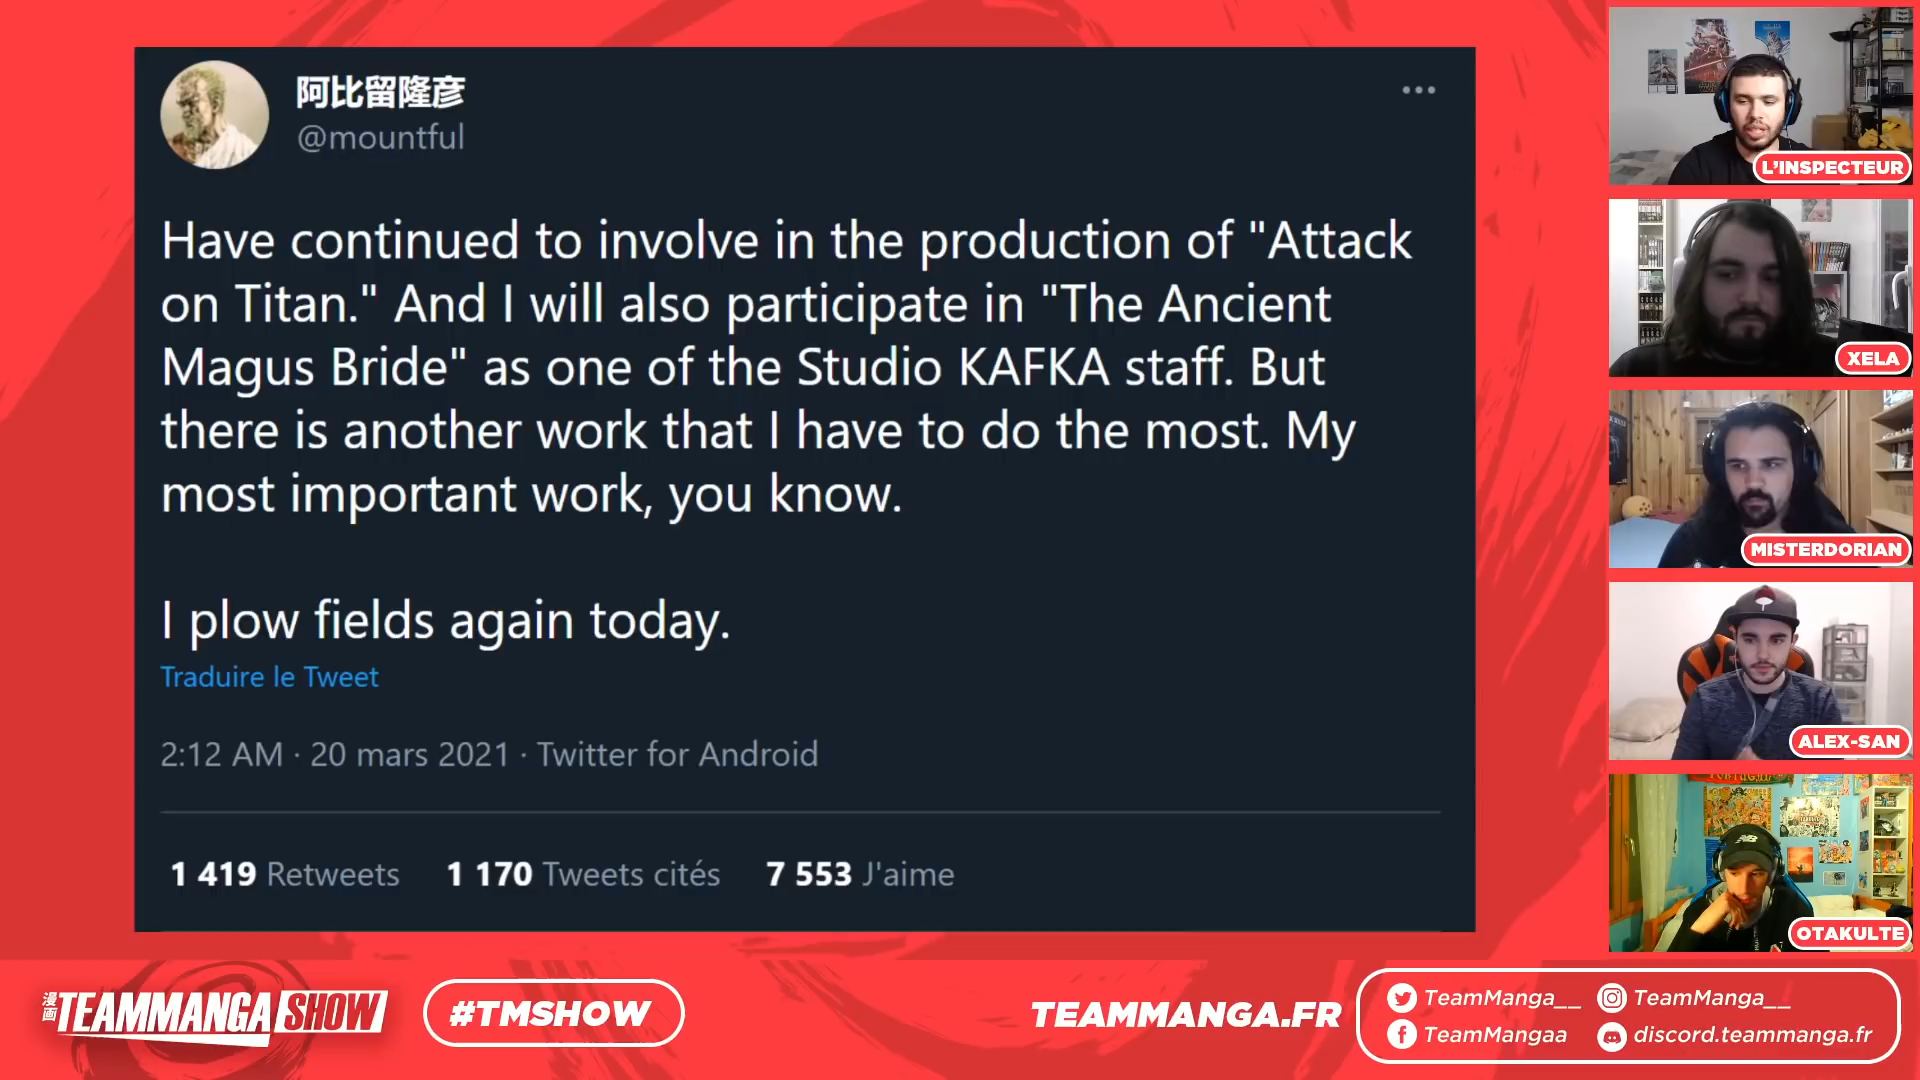 阿比留隆彦
@mountful
Have continued to involve in the production of "Attack
on Titan." And I will also participate in "The Ancient
Magus Bride" as one of the Studio KAFKA staff. But
there is another work that I have to do the most. My
most important work, you know.
I plow fields again today.
Traduire le Tweet
2:12 AM · 20 mars 2021 · Twitter for Android
1 419 Retweets 1 170 Tweets cités 7 553 J'aime
L'INSPECTEUR
XELA
MISTERDORIAN
ALEX-SAN
PORTUGAL
OTAKULTE
漫画 TEAMMANGA SHOW
#TMSHOW
TEAMMANGA.FR
TeamManga__ TeamManga__
TeamMangaa discord.teammanga.fr